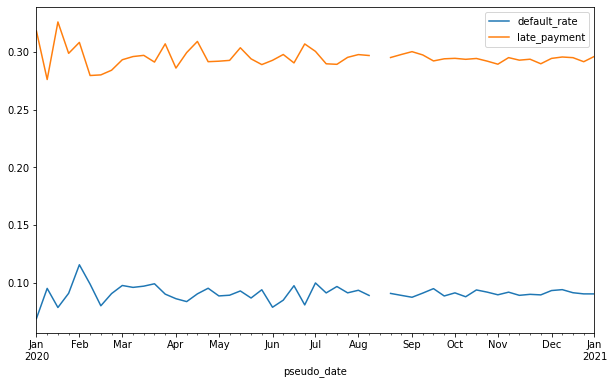 default_rate
late_payment
0.30
0.25
0.20
0.15
0.10
Jan Feb Mar Apr May Jun Jul Aug Sep Oct Nov Dec Jan
2020 2021
pseudo_date